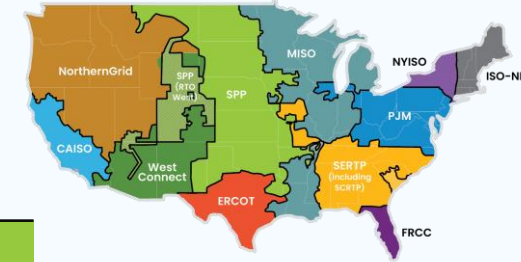 NorthernGrid
SPP
(RTO
West)
SPP
MISO
NYISO
ISO-NE
PJM
CAISO
West
Connect
SERTP
(Including
SCRTP)
ERCOT
FRCC